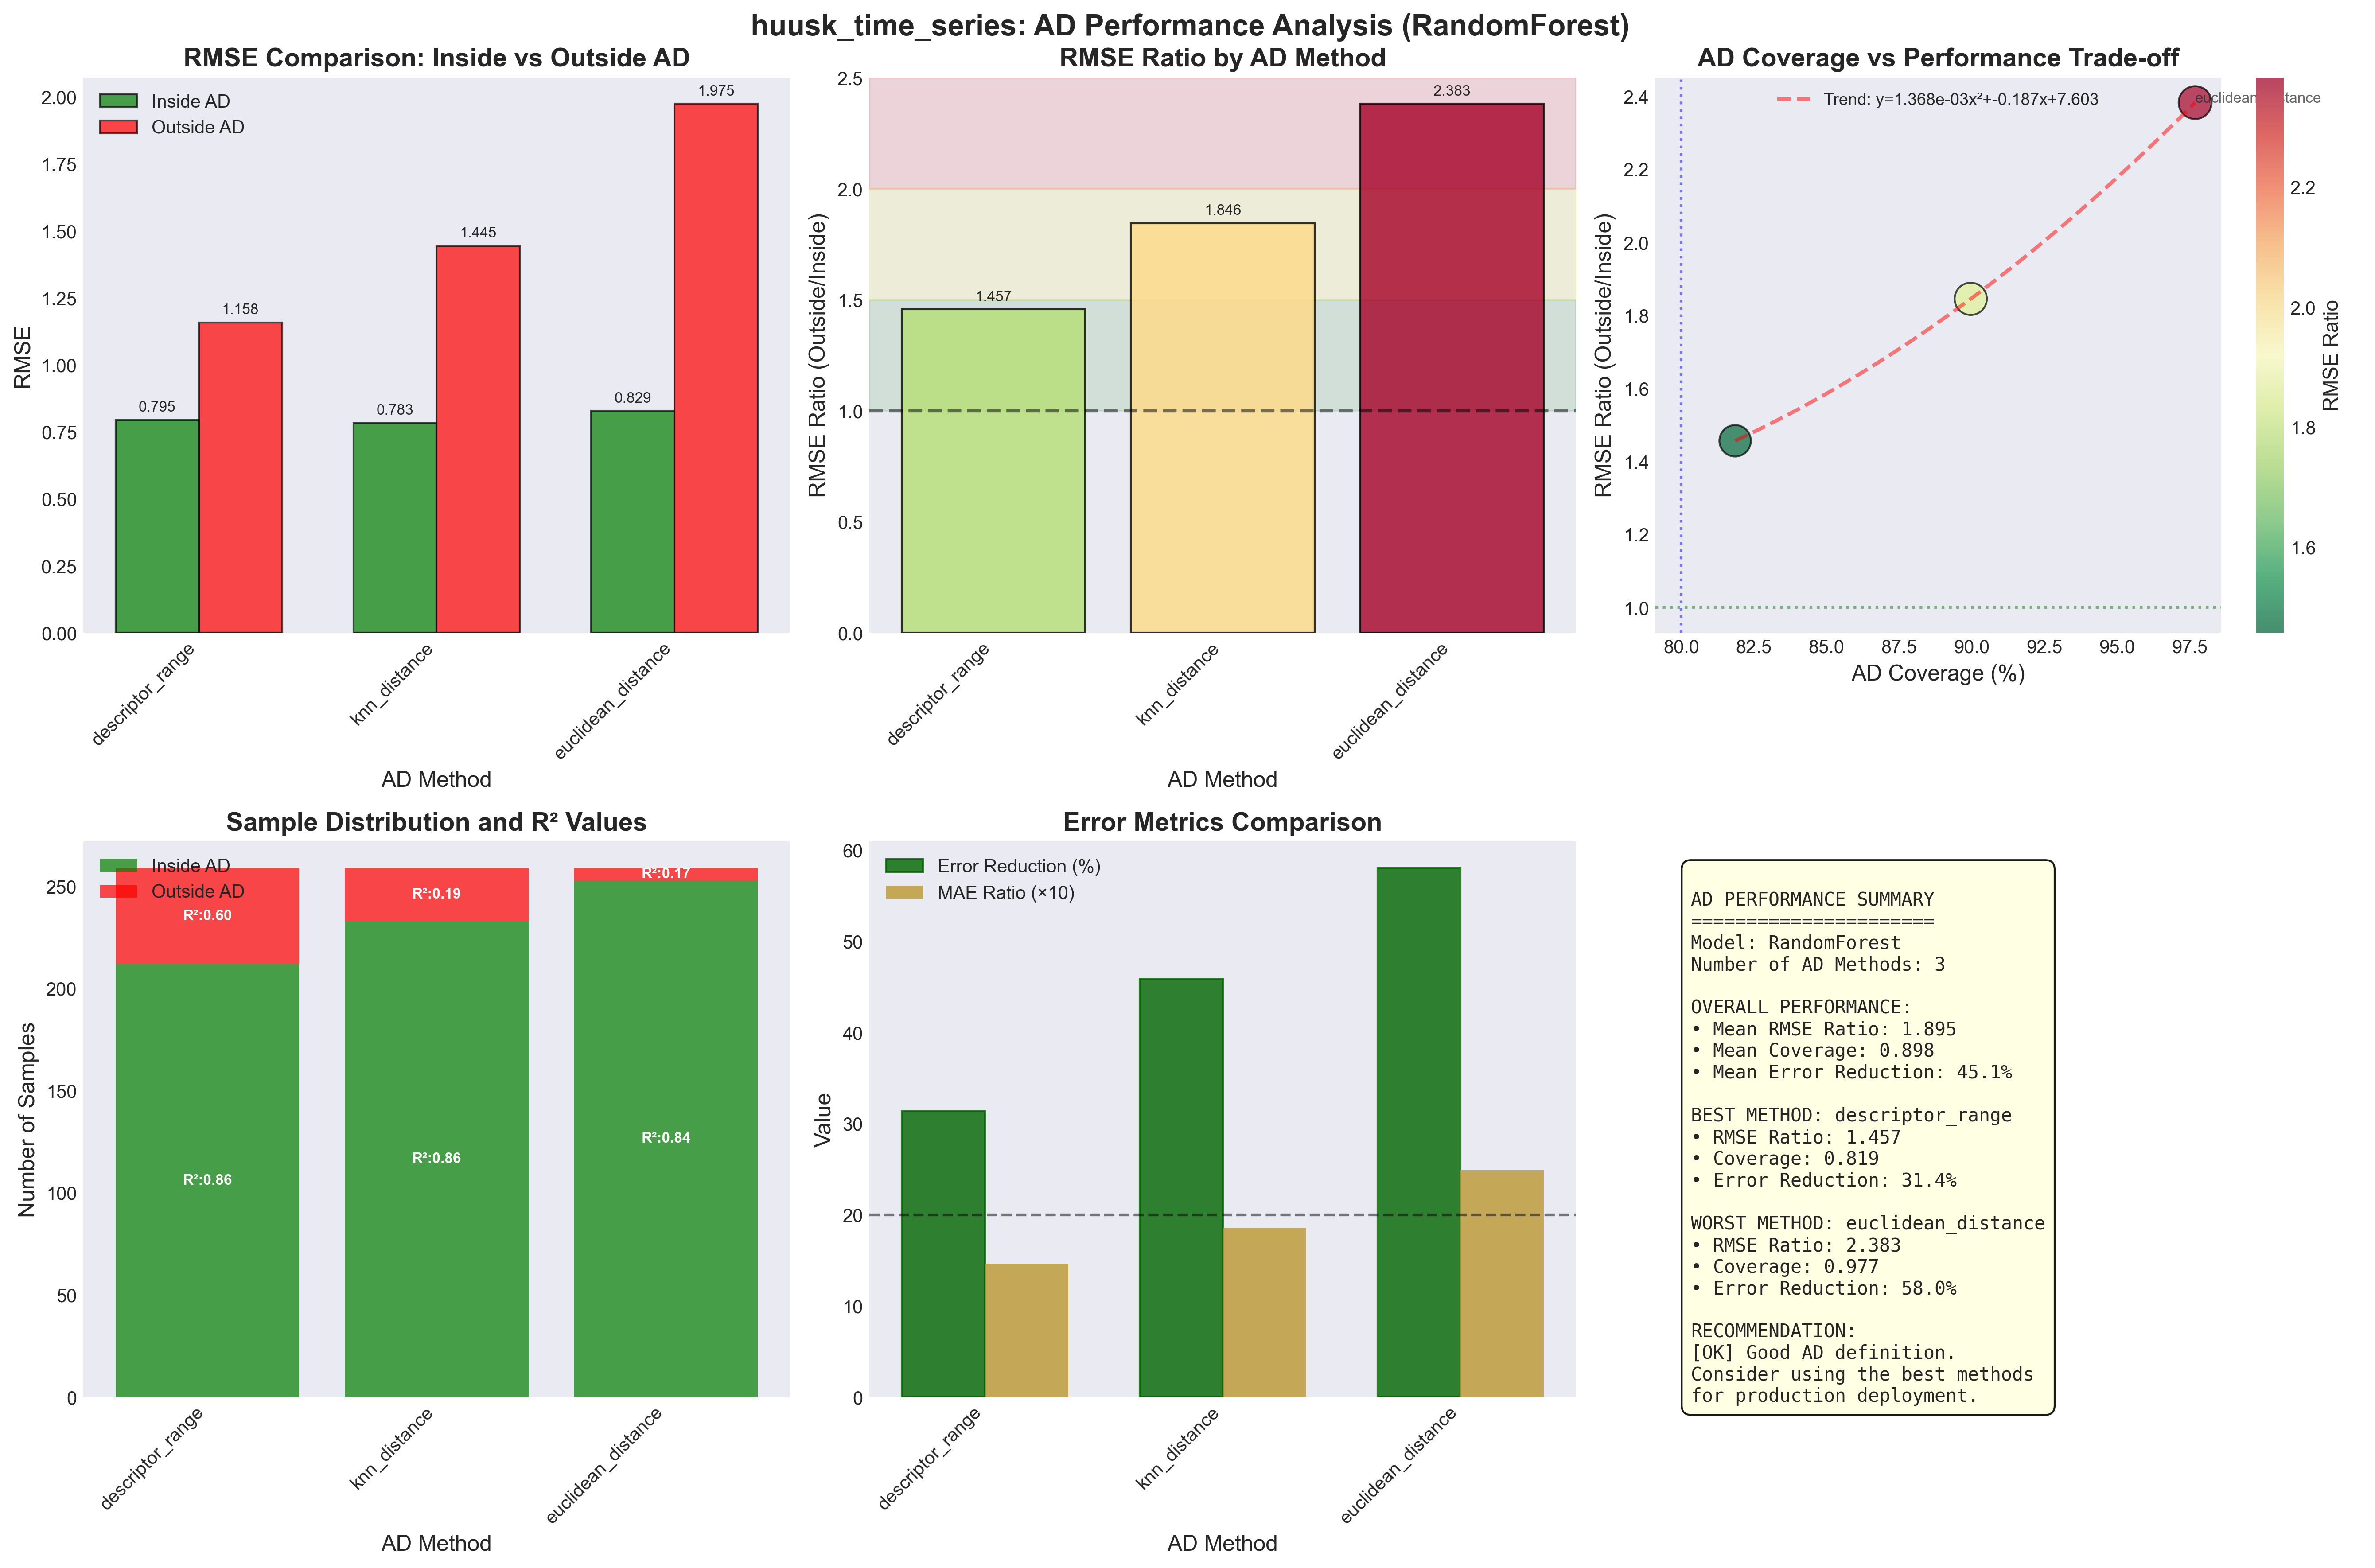 huusk_time_series: AD Performance Analysis (RandomForest)
RMSE Comparison: Inside vs Outside AD
Inside AD
Outside AD
RMSE
2.00
1.75
1.50
1.25
1.00
0.75
0.50
0.25
0.00
0.795
1.158
0.783
1.445
0.829
1.975
descriptor_range
knn_distance
euclidean_distance
AD Method
RMSE Ratio by AD Method
RMSE Ratio (Outside/Inside)
2.5
2.0
1.5
1.0
0.5
0.0
1.457
1.846
2.383
descriptor_range
knn_distance
euclidean_distance
AD Method
AD Coverage vs Performance Trade-off
Trend: y=1.368e-03x²+-0.187x+7.603
euclidean_distance
RMSE Ratio (Outside/Inside)
2.4
2.2
2.0
1.8
1.6
1.4
1.2
1.0
80.0 82.5 85.0 87.5 90.0 92.5 95.0 97.5
AD Coverage (%)
2.2
2.0
1.8
1.6
RMSE Ratio
Sample Distribution and R² Values
Inside AD
Outside AD
Number of Samples
250
200
150
100
50
0
R²:0.60
R²:0.86
R²:0.19
R²:0.86
R²:0.17
R²:0.84
descriptor_range
knn_distance
euclidean_distance
AD Method
Error Metrics Comparison
Error Reduction (%)
MAE Ratio (×10)
Value
60
50
40
30
20
10
0
descriptor_range
knn_distance
euclidean_distance
AD Method
AD PERFORMANCE SUMMARY
======================
Model: RandomForest
Number of AD Methods: 3
OVERALL PERFORMANCE:
• Mean RMSE Ratio: 1.895
• Mean Coverage: 0.898
• Mean Error Reduction: 45.1%
BEST METHOD: descriptor_range
• RMSE Ratio: 1.457
• Coverage: 0.819
• Error Reduction: 31.4%
WORST METHOD: euclidean_distance
• RMSE Ratio: 2.383
• Coverage: 0.977
• Error Reduction: 58.0%
RECOMMENDATION:
[OK] Good AD definition.
Consider using the best methods
for production deployment.